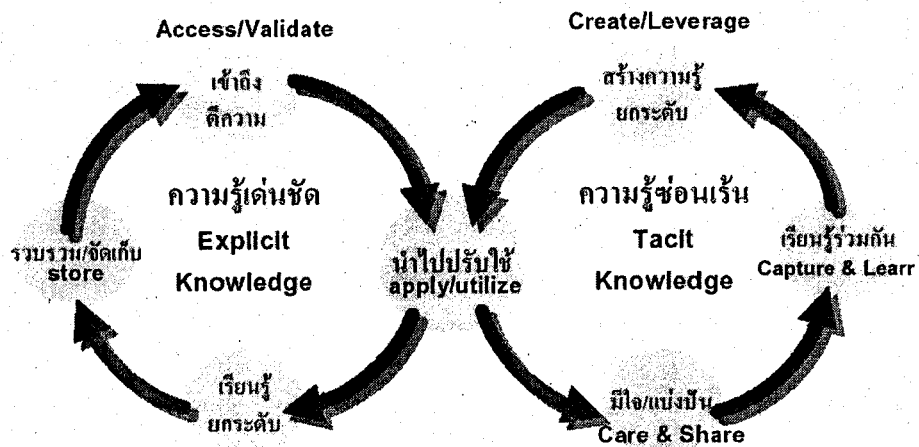 Access/Validate
เข้าถึง
ตีความ
ความรู้เด่นชัด
Explicit
Knowledge
รวบรวม/จัดเก็บ
store
นำไปปรับใช้
apply/utilize
เรียนรู้
ยกระดับ
Create/Leverage
สร้างความรู้
ยกระดับ
ความรู้ซ่อนเร้น
Tacit
Knowledge
เรียนรู้ร่วมกัน
Capture & Learr
มีใจ/แบ่งปัน
Care & Share